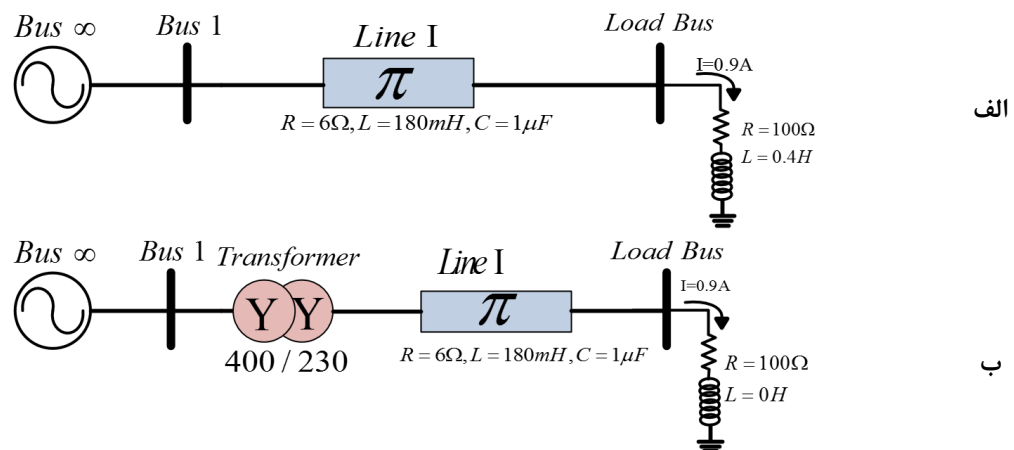 Bus ∞
Bus 1
Line I
Load Bus
π
I=0.9A
R = 6Ω, L = 180mH, C = 1μF
R = 100Ω
L = 0.4H
الف
Bus ∞
Bus 1
Transformer
Line I
Load Bus
Y Y
π
I=0.9A
400 / 230
R = 6Ω, L = 180mH, C = 1μF
R = 100Ω
L = 0H
ب